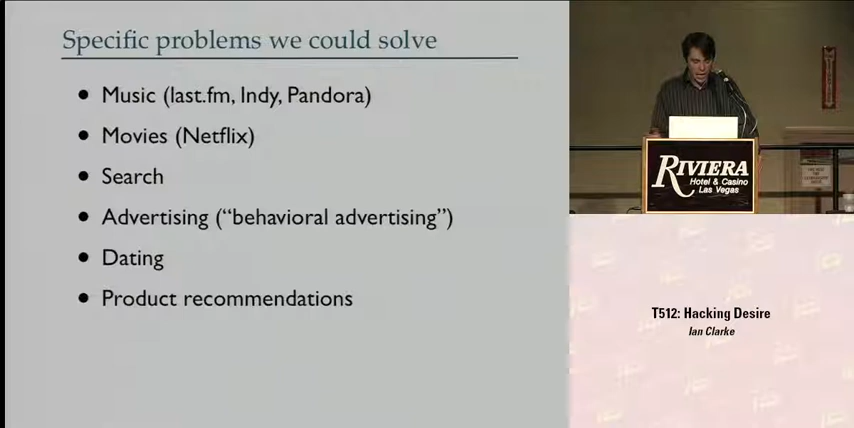 Specific problems we could solve
• Music (last.fm, Indy, Pandora)
• Movies (Netflix)
• Search
• Advertising (“behavioral advertising”)
• Dating
• Product recommendations
RIVIERA
Hotel & Casino
Las Vegas
T512: Hacking Desire
Ian Clarke